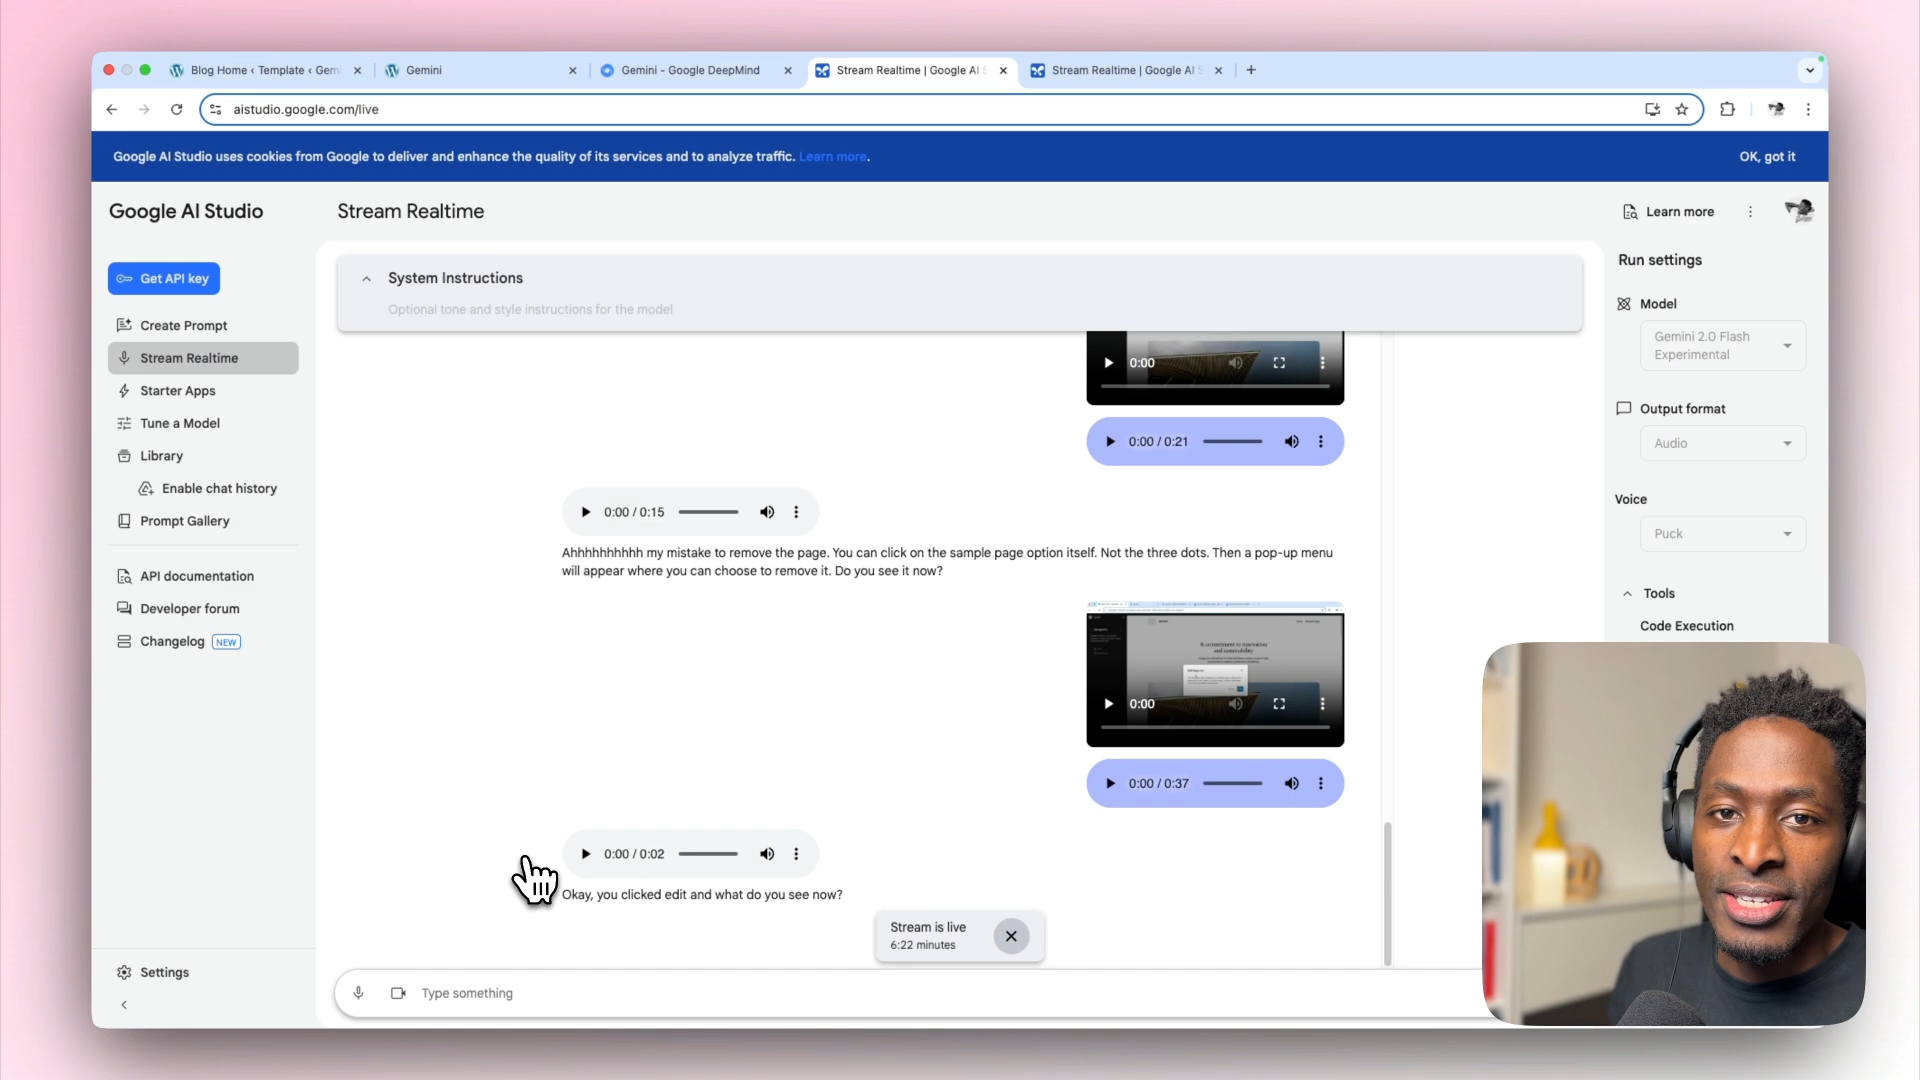 Blog Home ‹ Template ‹ Gemi
Gemini
Gemini - Google DeepMind
Stream Realtime | Google AI S
Stream Realtime | Google AI S
aistudio.google.com/live
Google AI Studio uses cookies from Google to deliver and enhance the quality of its services and to analyze traffic. Learn more.
OK, got it
Google AI Studio
Stream Realtime
Learn more
Get API key
Create Prompt
Stream Realtime
Starter Apps
Tune a Model
Library
Enable chat history
Prompt Gallery
API documentation
Developer forum
Changelog NEW
Settings
System Instructions
Optional tone and style instructions for the model
0:00
0:00 / 0:21
0:00 / 0:15
Ahhhhhhhhhh my mistake to remove the page. You can click on the sample page option itself. Not the three dots. Then a pop-up menu
will appear where you can choose to remove it. Do you see it now?
A commitment to innovation
and sustainability
0:00
0:00 / 0:37
0:00 / 0:02
Okay, you clicked edit and what do you see now?
Stream is live
6:22 minutes
Type something
Run settings
Model
Gemini 2.0 Flash
Experimental
Output format
Audio
Voice
Puck
Tools
Code Execution